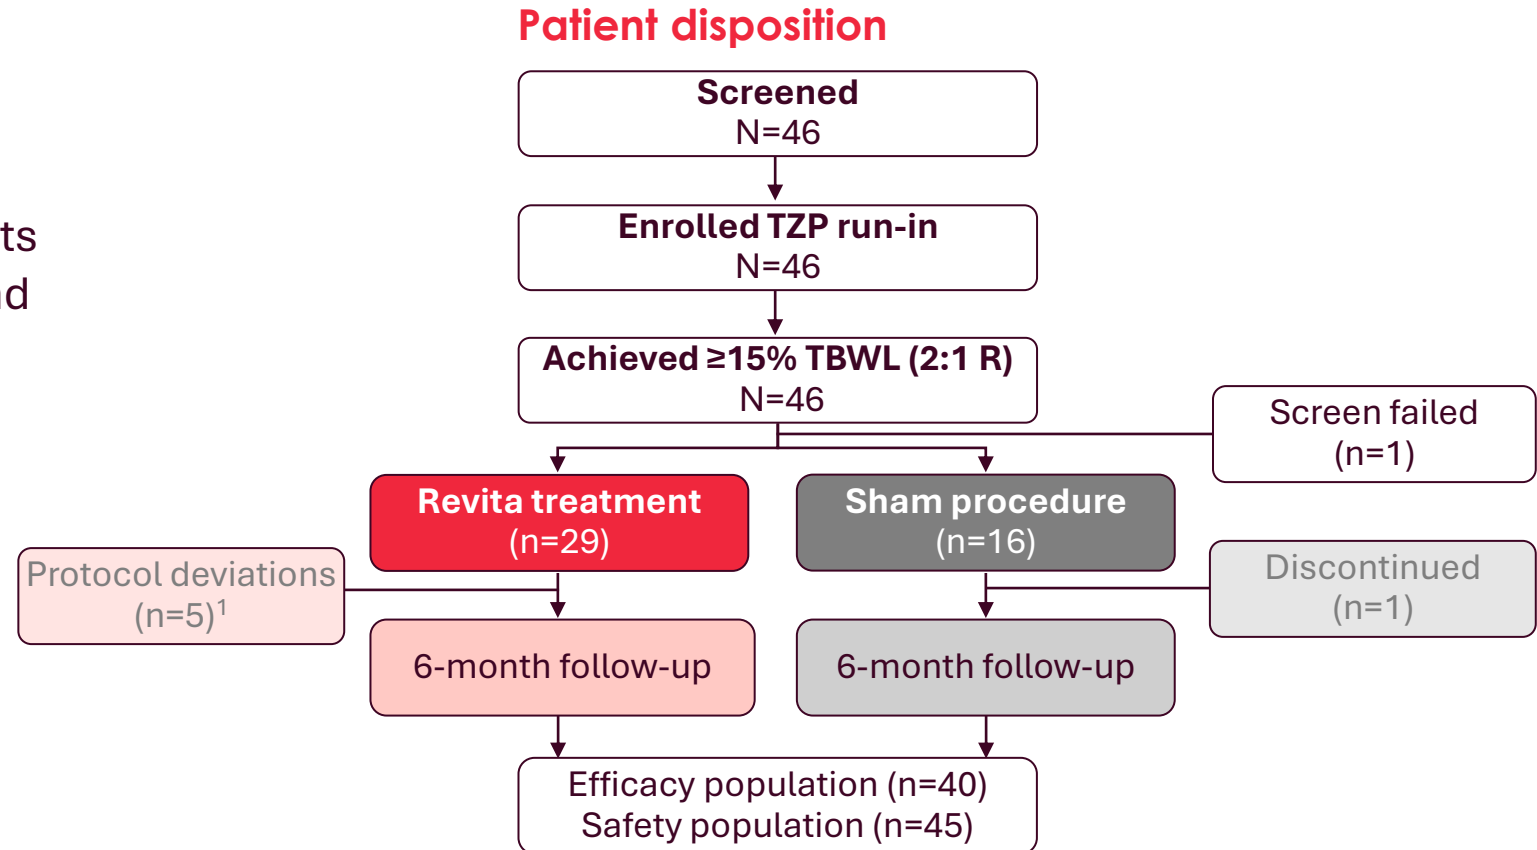 Patient disposition
Screened
N=46
Enrolled TZP run-in
N=46
Achieved ≥15% TBWL (2:1 R)
N=46
Screen failed
(n=1)
Revita treatment
(n=29)
Sham procedure
(n=16)
Protocol deviations
(n=5)¹
Discontinued
(n=1)
6-month follow-up
6-month follow-up
Efficacy population (n=40)
Safety population (n=45)